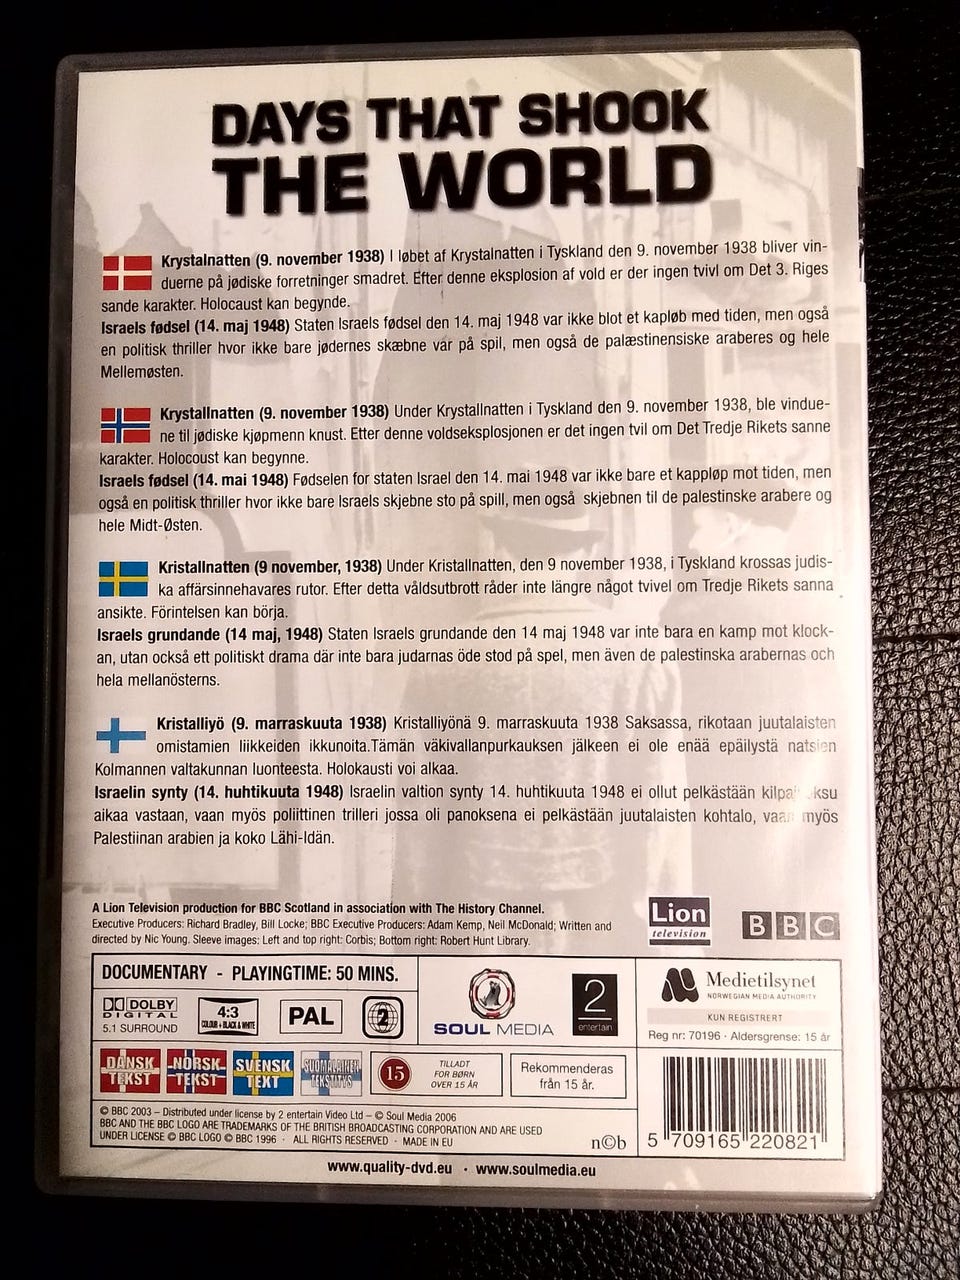 DAYS THAT SHOOK
THE WORLD
Krystalnatten (9. november 1938) I løbet af Krystalnatten i Tyskland den 9. november 1938 bliver vin-
duerne på jødiske forretninger smadret. Efter denne eksplosion af vold er der ingen tvivl om Det 3. Riges
sande karakter. Holocaust kan begynde.
Israels fødsel (14. maj 1948) Staten Israels fødsel den 14. maj 1948 var ikke blot et kapløb med tiden, men også
en politisk thriller hvor ikke bare jødernes skæbne var på spil, men også de palæstinensiske araberes og hele
Mellemøsten.
Krystallnatten (9. november 1938) Under Krystallnatten i Tyskland den 9. november 1938, ble vindue-
ne til jødiske kjøpmenn knust. Etter denne voldseksplosjonen er det ingen tvil om Det Tredje Rikets sanne
karakter. Holocoust kan begynne.
Israels fødsel (14. mai 1948) Fødselen for staten Israel den 14. mai 1948 var ikke bare et kappløp mot tiden, men
også en politisk thriller hvor ikke bare Israels skjebne sto på spill, men også skjebnen til de palestinske arabere og
hele Midt-Østen.
Kristallnatten (9 november, 1938) Under Kristallnatten, den 9 november 1938, i Tyskland krossas judis-
ka affärsinnehavares rutor. Efter detta våldsutbrott råder inte längre något tvivel om Tredje Rikets sanna
ansikte. Förintelsen kan börja.
Israels grundande (14 maj, 1948) Staten Israels grundande den 14 maj 1948 var inte bara en kamp mot klock-
an, utan också ett politiskt drama där inte bara judarnas öde stod på spel, men även de palestinska arabernas och
hela mellanösterns.
Kristalliyö (9. marraskuuta 1938) Kristalliyönä 9. marraskuuta 1938 Saksassa, rikotaan juutalaisten
omistamien liikkeiden ikkunoita.Tämän väkivallanpurkauksen jälkeen ei ole enää epäilystä natsien
Kolmannen valtakunnan luonteesta. Holokausti voi alkaa.
Israelin synty (14. huhtikuuta 1948) Israelin valtion synty 14. huhtikuuta 1948 ei ollut pelkästään
aikaa vastaan, vaan myös poliittinen trilleri jossa oli panoksena ei pelkästään juutalaisten kohtalo, vaan myös
Palestiinan arabien ja koko Lähi-Idän.
A Lion Television production for BBC Scotland in association with The History Channel.
Executive Producers: Richard Bradley, Bill Locke; BBC Executive Producers: Adam Kemp, Neil McDonald; Written and
directed by Nic Young. Sleeve images: Left and top right: Corbis; Bottom right: Robert Hunt Library.
Lion
television
BBC
DOCUMENTARY - PLAYINGTIME: 50 MINS.
DOLBY
DIGITAL
5.1 SURROUND
4:3
COLOUR + BLACK & WHITE
PAL
2
SOUL MEDIA
2
entertain
Medietilsynet
NORWEGIAN MEDIA AUTHORITY
KUN REGISTRERT
Reg nr: 70196 · Aldersgrense: 15 år
DANSK
TEKST
NORSK
TEKST
SVENSK
TEXT
SUOMALAINEN
TEKSTITYS
15
TILLADT
FOR BØRN
OVER 15 ÅR
Rekommenderas
från 15 år.
© BBC 2003 – Distributed under license by 2 entertain Video Ltd – © Soul Media 2006
BBC AND THE BBC LOGO ARE TRADEMARKS OF THE BRITISH BROADCASTING CORPORATION AND ARE USED
UNDER LICENSE © BBC LOGO © BBC 1996 · ALL RIGHTS RESERVED · MADE IN EU
n©b
5 709165 220821
www.quality-dvd.eu · www.soulmedia.eu